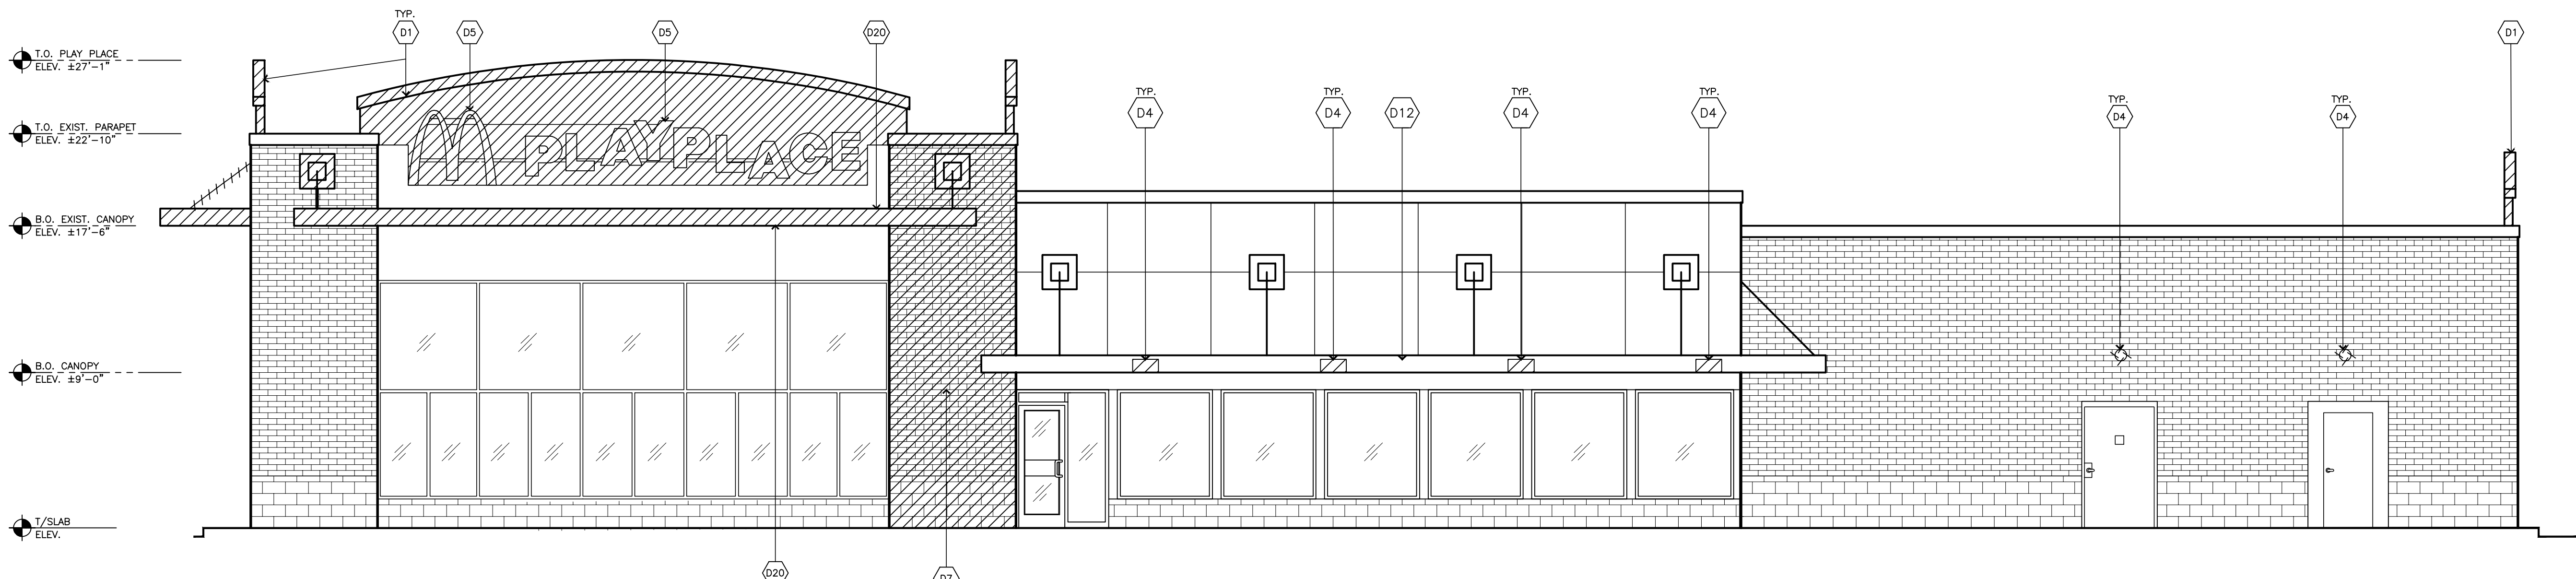 TYP.
D1
D5
D5
D20
D1
T.O. PLAY PLACE
ELEV. ±27'-1"
TYP.
D4
TYP.
D4
D12
TYP.
D4
TYP.
D4
TYP.
D4
TYP.
D4
T.O. EXIST. PARAPET
ELEV. ±22'-10"
PLAYPLACE
B.O. EXIST. CANOPY
ELEV. ±17'-6"
B.O. CANOPY
ELEV. ±9'-0"
T/SLAB
ELEV.
D20
D7